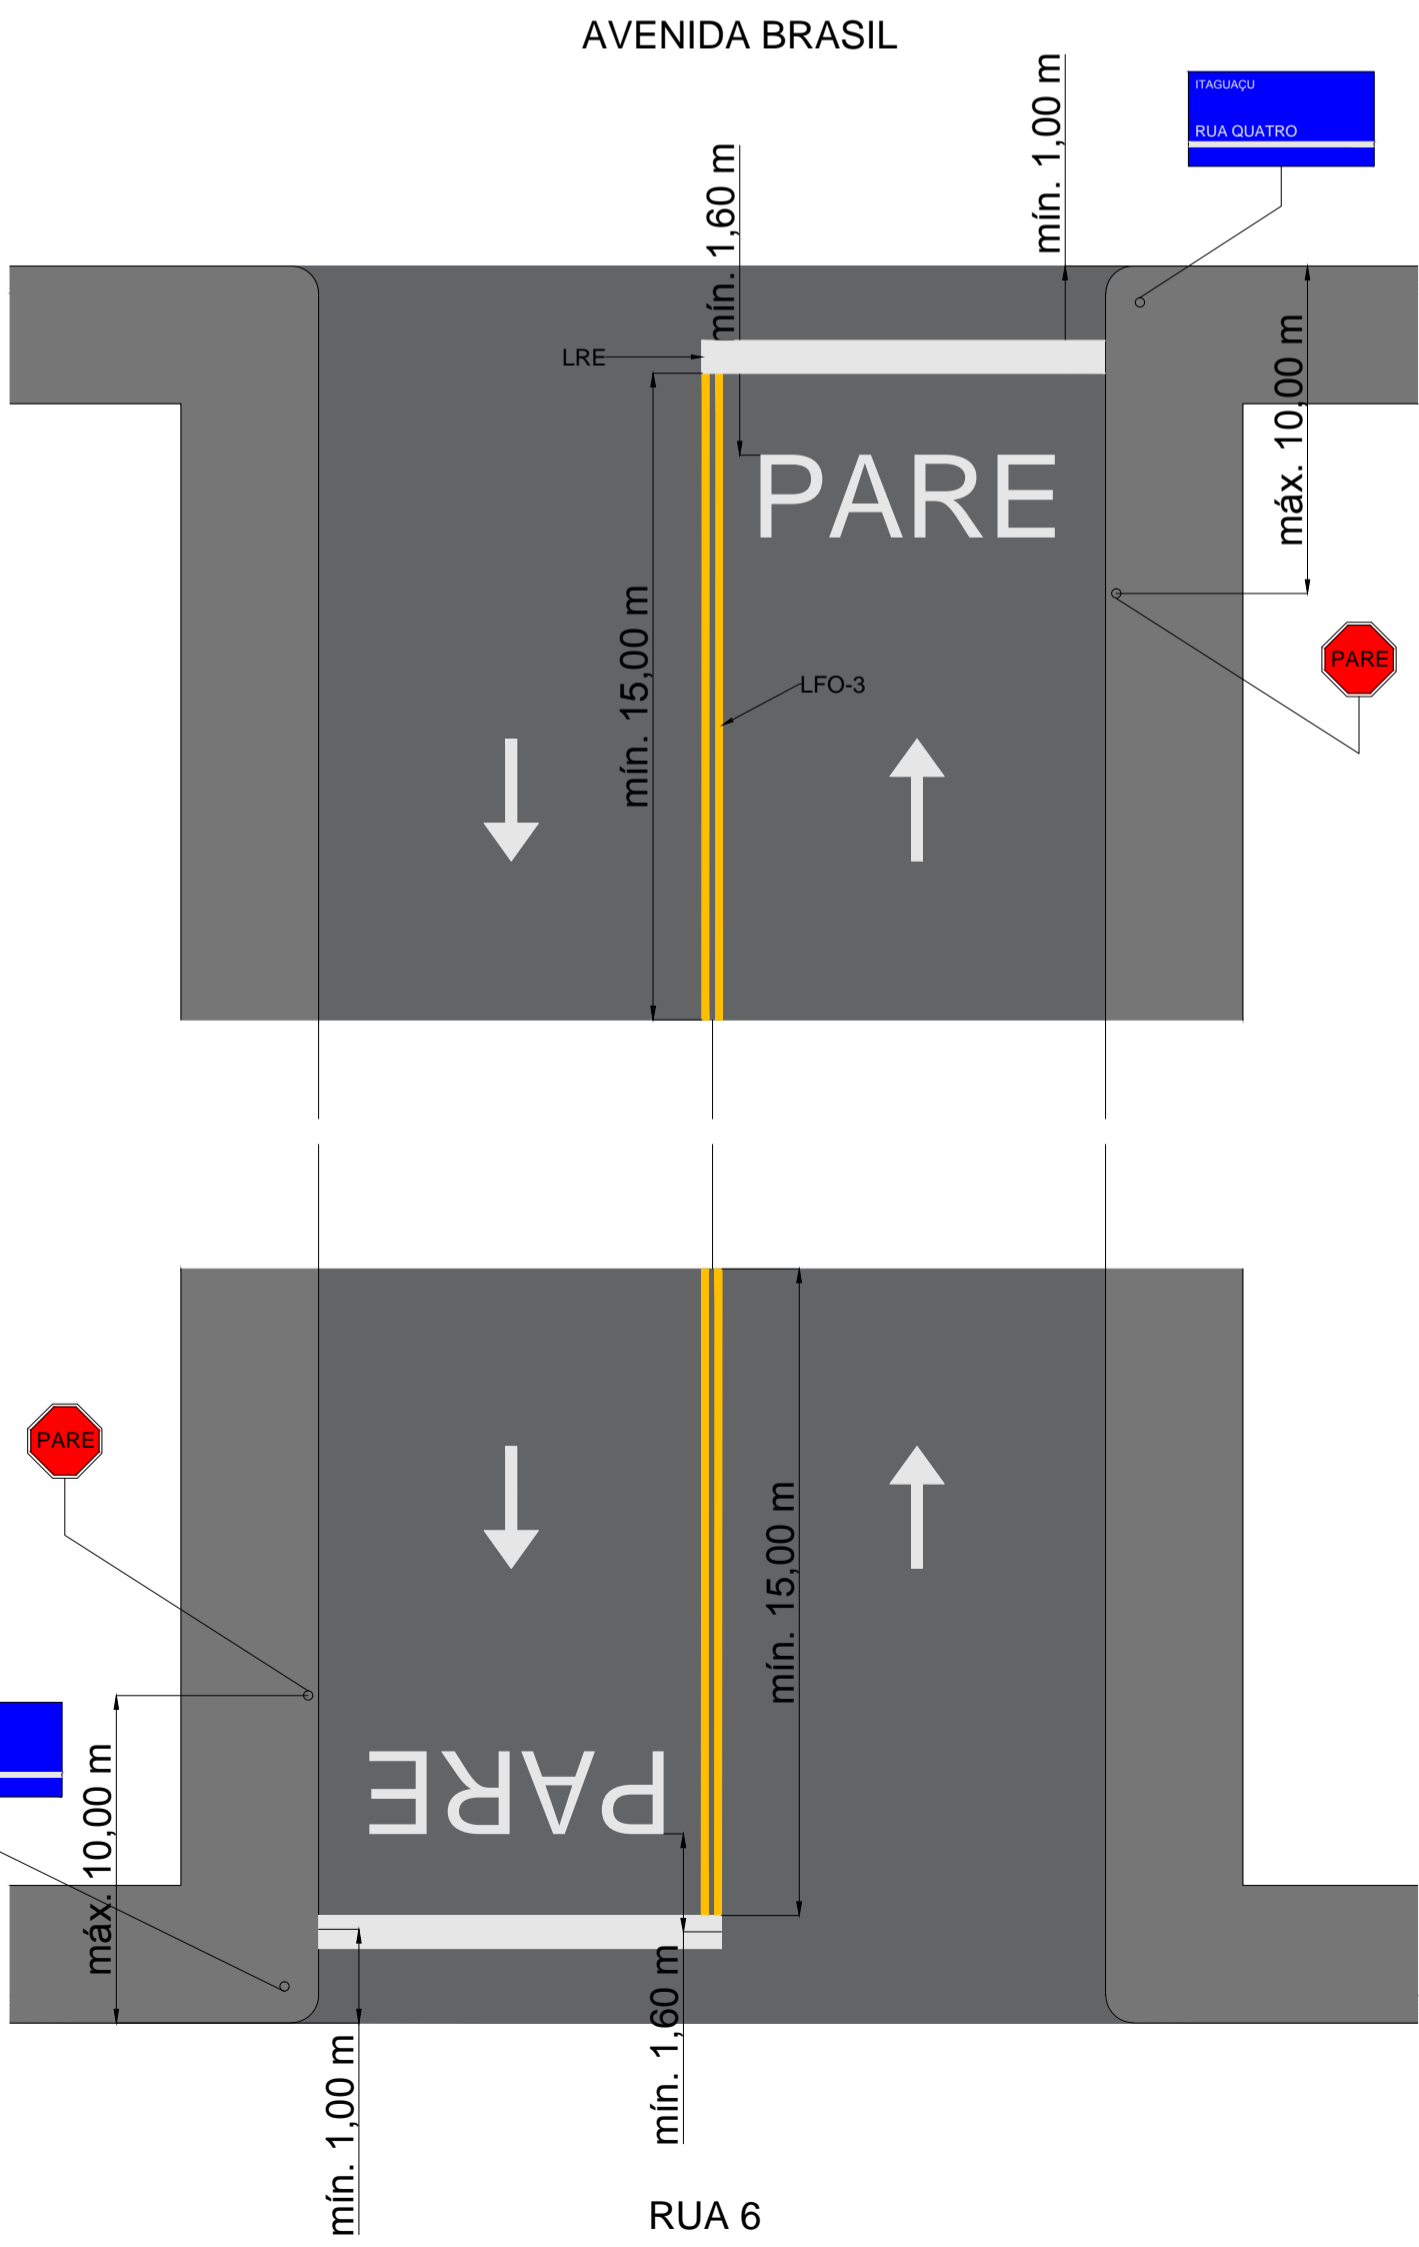 AVENIDA BRASIL
mín. 1,00 m
ITAGUAÇU
RUA QUATRO
mín. 1,60 m
LRE
máx. 10,00 m
PARE
mín. 15,00 m
PARE
LFO-3
PARE
mín. 15,00 m
PARE
máx. 10,00 m
mín. 1,60 m
mín. 1,00 m
RUA 6